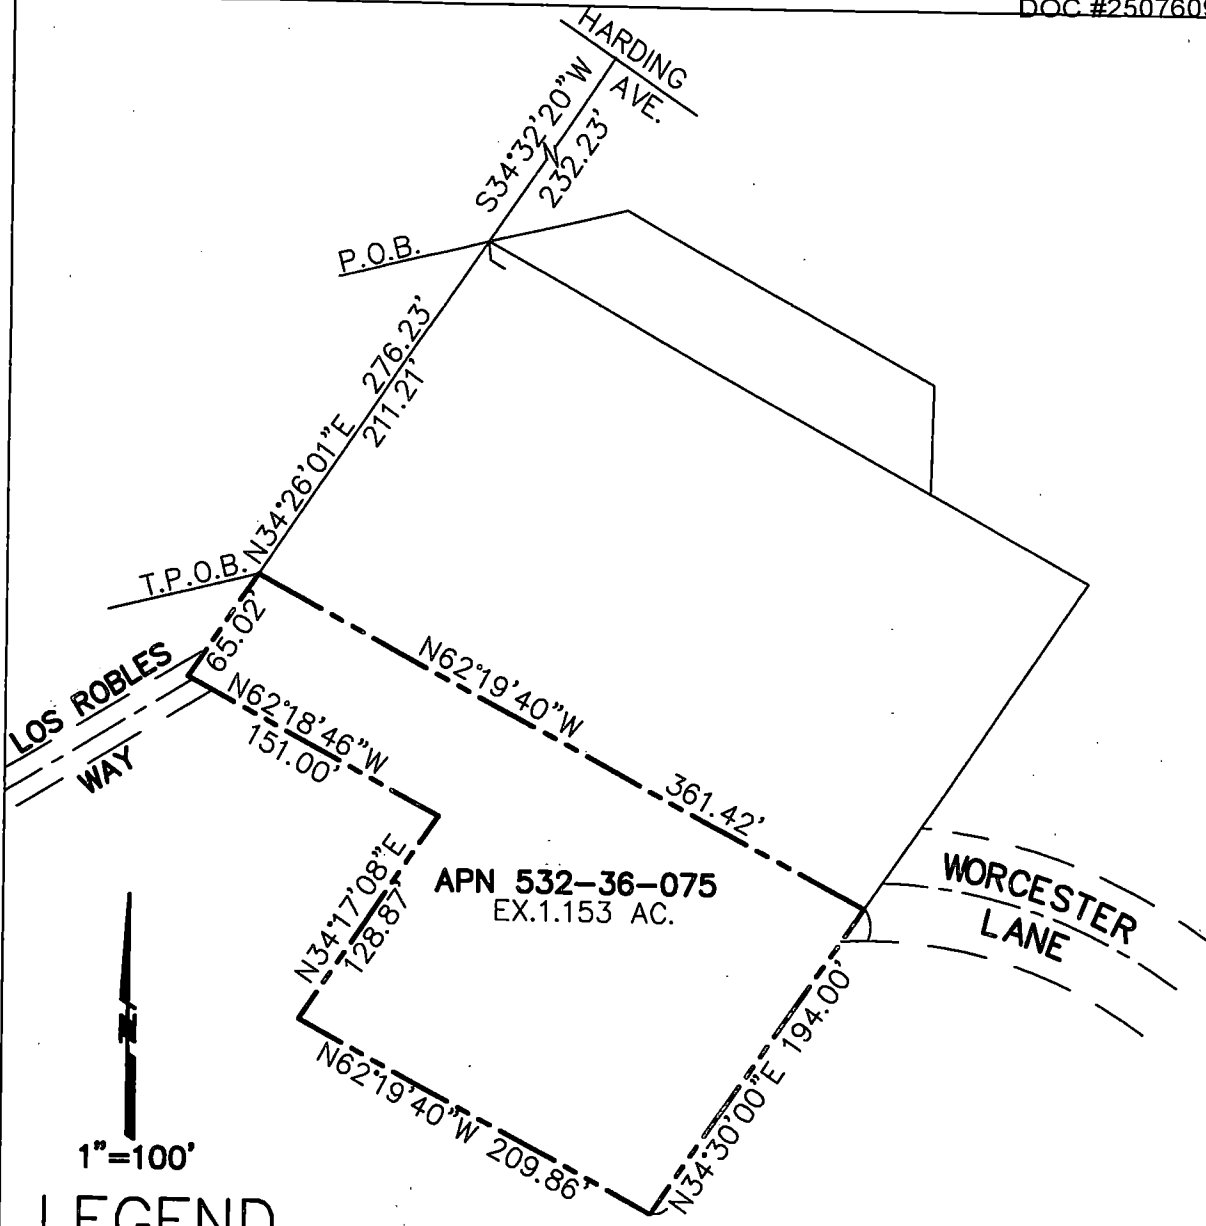 DOC #2507609
HARDING
AVE.
S34°32'20"W
232.23'
P.O.B.
N34°26'01"E 276.23'
211.21'
T.P.O.B.
65.02'
LOS ROBLES
WAY
N62°18'46"W
151.00'
N62°19'40"W 361.42'
N34°17'08"E
128.87'
APN 532-36-075
EX.1.153 AC.
WORCESTER
LANE
N62°19'40"W 209.86'
N34°30'00"E 194.00'
N
1"=100'
LEGEND